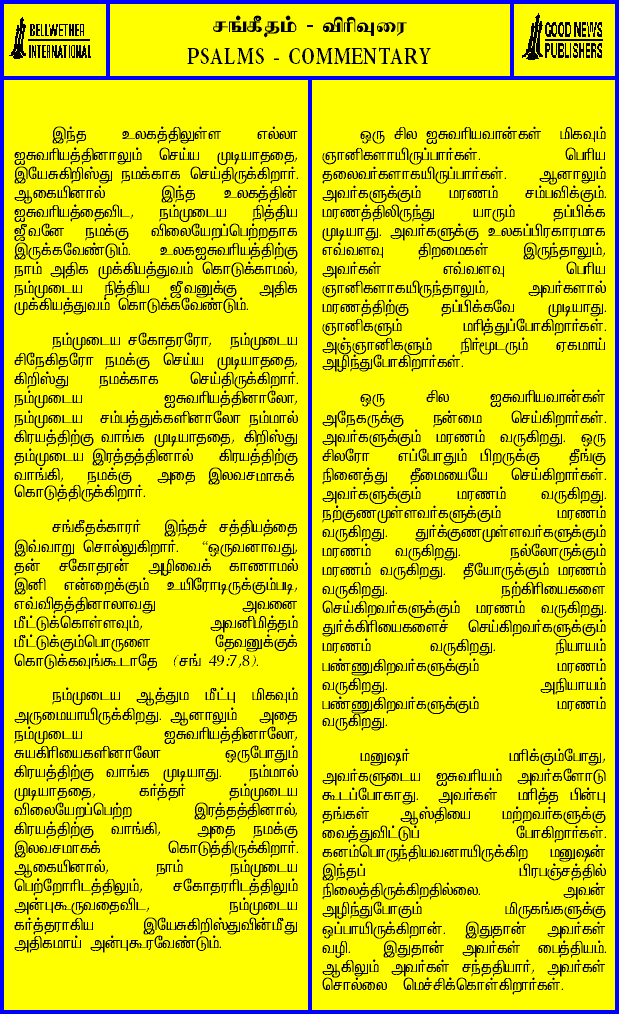 BELLWETHER
INTERNATIONAL
சங்கீதம் - விரிவுரை
PSALMS - COMMENTARY
GOOD NEWS
PUBLISHERS
இந்த உலகத்திலுள்ள எல்லா
ஐசுவரியத்தினாலும் செய்ய முடியாததை,
இயேசுகிறிஸ்து நமக்காக செய்திருக்கிறார்.
ஆகையினால் இந்த உலகத்தின்
ஐசுவரியத்தைவிட, நம்முடைய நித்திய
ஜீவனே நமக்கு விலையேறப்பெற்றதாக
இருக்கவேண்டும். உலகஐசுவரியத்திற்கு
நாம் அதிக முக்கியத்துவம் கொடுக்காமல்,
நம்முடைய நித்திய ஜீவனுக்கு அதிக
முக்கியத்துவம் கொடுக்கவேண்டும்.
நம்முடைய சகோதரரோ, நம்முடைய
சிநேகிதரோ நமக்கு செய்ய முடியாததை,
கிறிஸ்து நமக்காக செய்திருக்கிறார்.
நம்முடைய ஐசுவரியத்தினாலோ,
நம்முடைய சம்பத்துக்களினாலோ நம்மால்
கிரயத்திற்கு வாங்க முடியாததை, கிறிஸ்து
தம்முடைய இரத்தத்தினால் கிரயத்திற்கு
வாங்கி, நமக்கு அதை இலவசமாகக்
கொடுத்திருக்கிறார்.
சங்கீதக்காரர் இந்தச் சத்தியத்தை
இவ்வாறு சொல்லுகிறார். “ஒருவனாவது,
தன் சகோதரன் அழிவைக் காணாமல்
இனி என்றைக்கும் உயிரோடிருக்கும்படி,
எவ்விதத்தினாலாவது அவனை
மீட்டுக்கொள்ளவும், அவனிமித்தம்
மீட்டுக்கும்பொருளை தேவனுக்குக்
கொடுக்கவுங்கூடாதே (சங் 49:7,8).
நம்முடைய ஆத்தும மீட்பு மிகவும்
அருமையாயிருக்கிறது. ஆனாலும் அதை
நம்முடைய ஐசுவரியத்தினாலோ,
சுயகிரியைகளினாலோ ஒருபோதும்
கிரயத்திற்கு வாங்க முடியாது. நம்மால்
முடியாததை, கர்த்தர் தம்முடைய
விலையேறப்பெற்ற இரத்தத்தினால்,
கிரயத்திற்கு வாங்கி, அதை நமக்கு
இலவசமாகக் கொடுத்திருக்கிறார்.
ஆகையினால், நாம் நம்முடைய
பெற்றோரிடத்திலும், சகோதரரிடத்திலும்
அன்புகூருவதைவிட, நம்முடைய
கர்த்தராகிய இயேசுகிறிஸ்துவின்மீது
அதிகமாய் அன்புகூரவேண்டும்.
ஒரு சில ஐசுவரியவான்கள் மிகவும்
ஞானிகளாயிருப்பார்கள். பெரிய
தலைவர்களாகயிருப்பார்கள். ஆனாலும்
அவர்களுக்கும் மரணம் சம்பவிக்கும்.
மரணத்திலிருந்து யாரும் தப்பிக்க
முடியாது. அவர்களுக்கு உலகப்பிரகாரமாக
எவ்வளவு திறமைகள் இருந்தாலும்,
அவர்கள் எவ்வளவு பெரிய
ஞானிகளாகயிருந்தாலும், அவர்களால்
மரணத்திற்கு தப்பிக்கவே முடியாது.
ஞானிகளும் மரித்துப்போகிறார்கள்.
அஞ்ஞானிகளும் நிர்மூடரும் ஏகமாய்
அழிந்துபோகிறார்கள்.
ஒரு சில ஐசுவரியவான்கள்
அநேகருக்கு நன்மை செய்கிறார்கள்.
அவர்களுக்கும் மரணம் வருகிறது. ஒரு
சிலரோ எப்போதும் பிறருக்கு தீங்கு
நினைத்து தீமையையே செய்கிறார்கள்.
அவர்களுக்கும் மரணம் வருகிறது.
நற்குணமுள்ளவர்களுக்கும் மரணம்
வருகிறது. துர்க்குணமுள்ளவர்களுக்கும்
மரணம் வருகிறது. நல்லோருக்கும்
மரணம் வருகிறது. தீயோருக்கும் மரணம்
வருகிறது. நற்கிரியைகளை
செய்கிறவர்களுக்கும் மரணம் வருகிறது.
துர்க்கிரியைகளைச் செய்கிறவர்களுக்கும்
மரணம் வருகிறது. நியாயம்
பண்ணுகிறவர்களுக்கும் மரணம்
வருகிறது. அநியாயம்
பண்ணுகிறவர்களுக்கும் மரணம்
வருகிறது.
மனுஷர் மரிக்கும்போது,
அவர்களுடைய ஐசுவரியம் அவர்களோடு
கூடப்போகாது. அவர்கள் மரித்த பின்பு
தங்கள் ஆஸ்தியை மற்றவர்களுக்கு
வைத்துவிட்டுப் போகிறார்கள்.
கனம்பொருந்தியவனாயிருக்கிற மனுஷன்
இந்தப் பிரபஞ்சத்தில்
நிலைத்திருக்கிறதில்லை. அவன்
அழிந்துபோகும் மிருகங்களுக்கு
ஒப்பாயிருக்கிறான். இதுதான் அவர்கள்
வழி. இதுதான் அவர்கள் பைத்தியம்.
ஆகிலும் அவர்கள் சந்ததியார், அவர்கள்
சொல்லை மெச்சிக்கொள்கிறார்கள்.